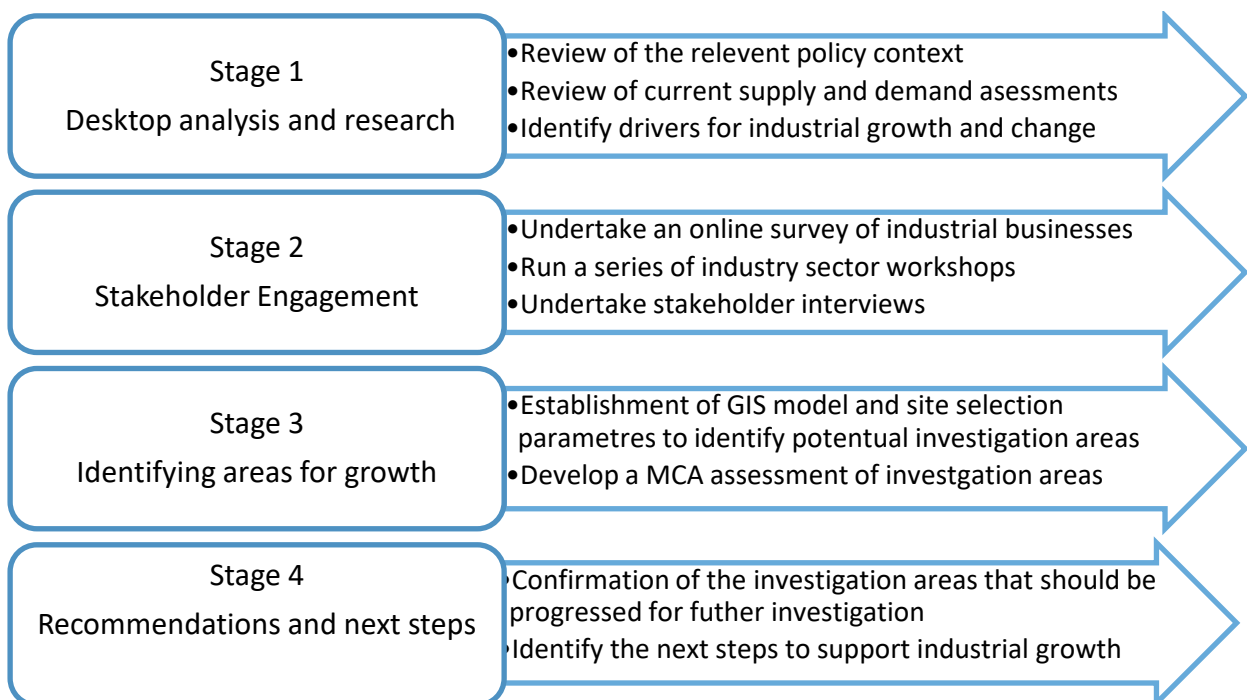 Stage 1
Desktop analysis and research
•Review of the relevent policy context
•Review of current supply and demand asessments
•Identify drivers for industrial growth and change
Stage 2
Stakeholder Engagement
•Undertake an online survey of industrial businesses
•Run a series of industry sector workshops
•Undertake stakeholder interviews
Stage 3
Identifying areas for growth
•Establishment of GIS model and site selection
parametres to identify potentual investigation areas
•Develop a MCA assessment of investgation areas
Stage 4
Recommendations and next steps
•Confirmation of the investigation areas that should be
progressed for futher investigation
•Identify the next steps to support industrial growth